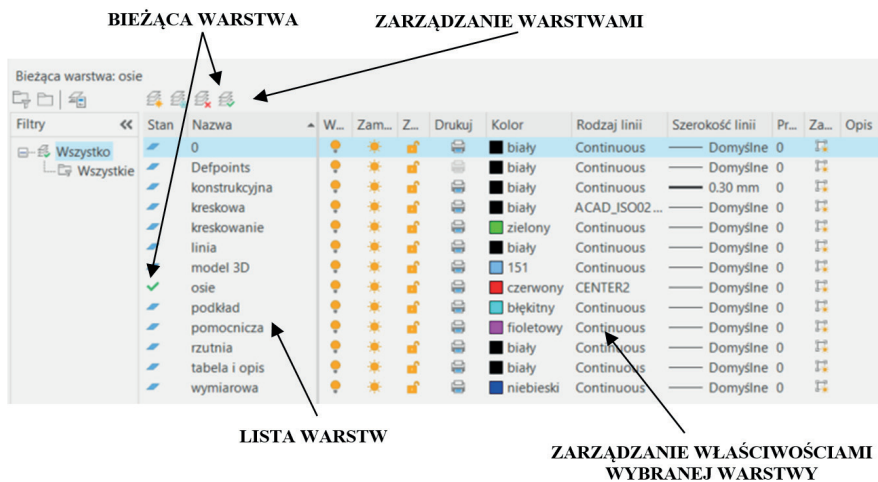 BIEŻĄCA WARSTWA
ZARZĄDZANIE WARSTWAMI
Bieżąca warstwa: osie
Filtry
Stan Nazwa W... Zam... Z... Drukuj Kolor Rodzaj linii Szerokość linii Pr... Za... Opis
Wszystko
Wszystkie
0 biały Continuous Domyślne 0
Defpoints biały Continuous Domyślne 0
konstrukcyjna biały Continuous 0.30 mm 0
kreskowa biały ACAD_ISO02... Domyślne 0
kreskowanie zielony Continuous Domyślne 0
linia biały Continuous Domyślne 0
model 3D 151 Continuous Domyślne 0
osie czerwony CENTER2 Domyślne 0
podkład błękitny Continuous Domyślne 0
pomocnicza fioletowy Continuous Domyślne 0
rzutnia biały Continuous Domyślne 0
tabela i opis biały Continuous Domyślne 0
wymiarowa niebieski Continuous Domyślne 0
LISTA WARSTW
ZARZĄDZANIE WŁAŚCIWOŚCIAMI
WYBRANEJ WARSTWY